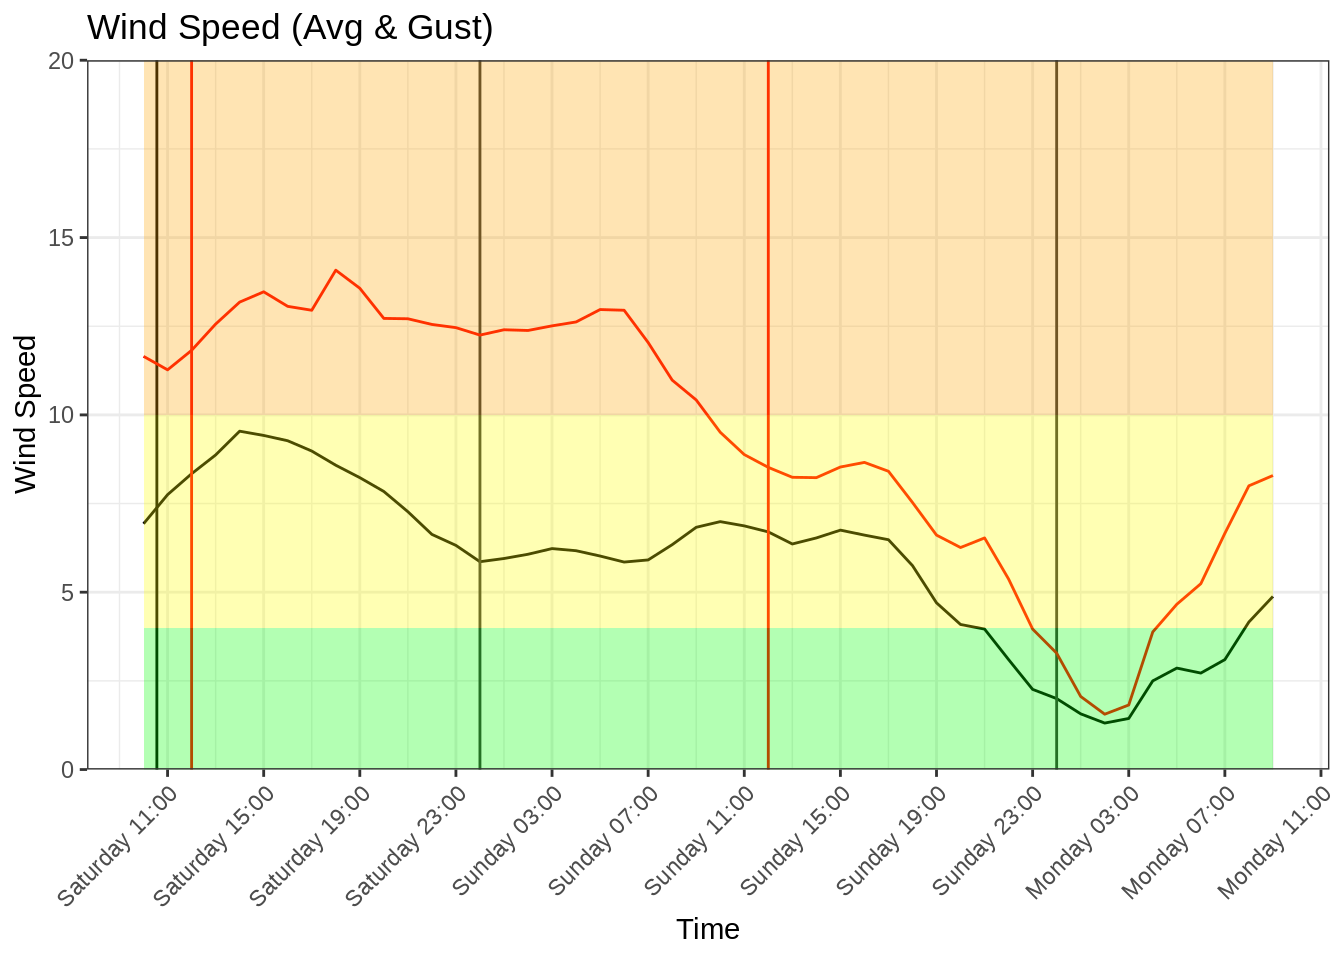 Wind Speed (Avg & Gust)
Wind Speed
20
15
10
5
0
Saturday 11:00
Saturday 15:00
Saturday 19:00
Saturday 23:00
Sunday 03:00
Sunday 07:00
Sunday 11:00
Sunday 15:00
Sunday 19:00
Sunday 23:00
Monday 03:00
Monday 07:00
Monday 11:00
Time